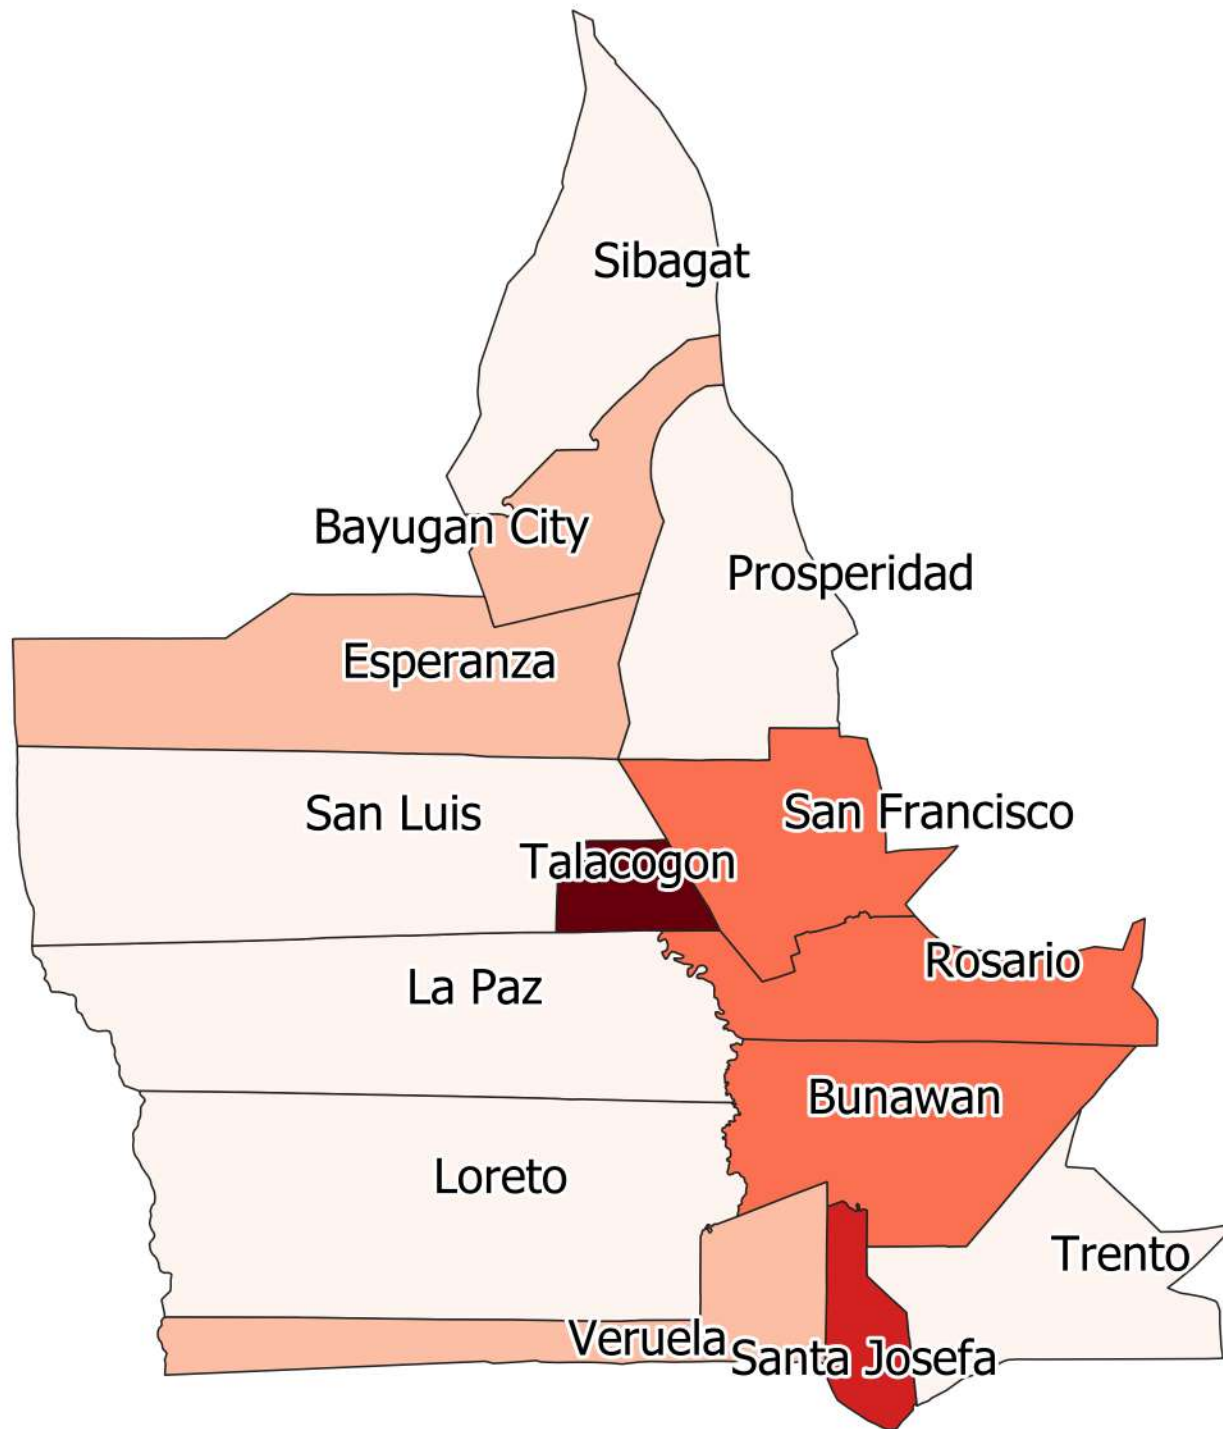 Sibagat
Bayugan City
Prosperidad
Esperanza
San Luis
San Francisco
Talacogon
Rosario
La Paz
Bunawan
Loreto
Trento
Veruela
Santa Josefa